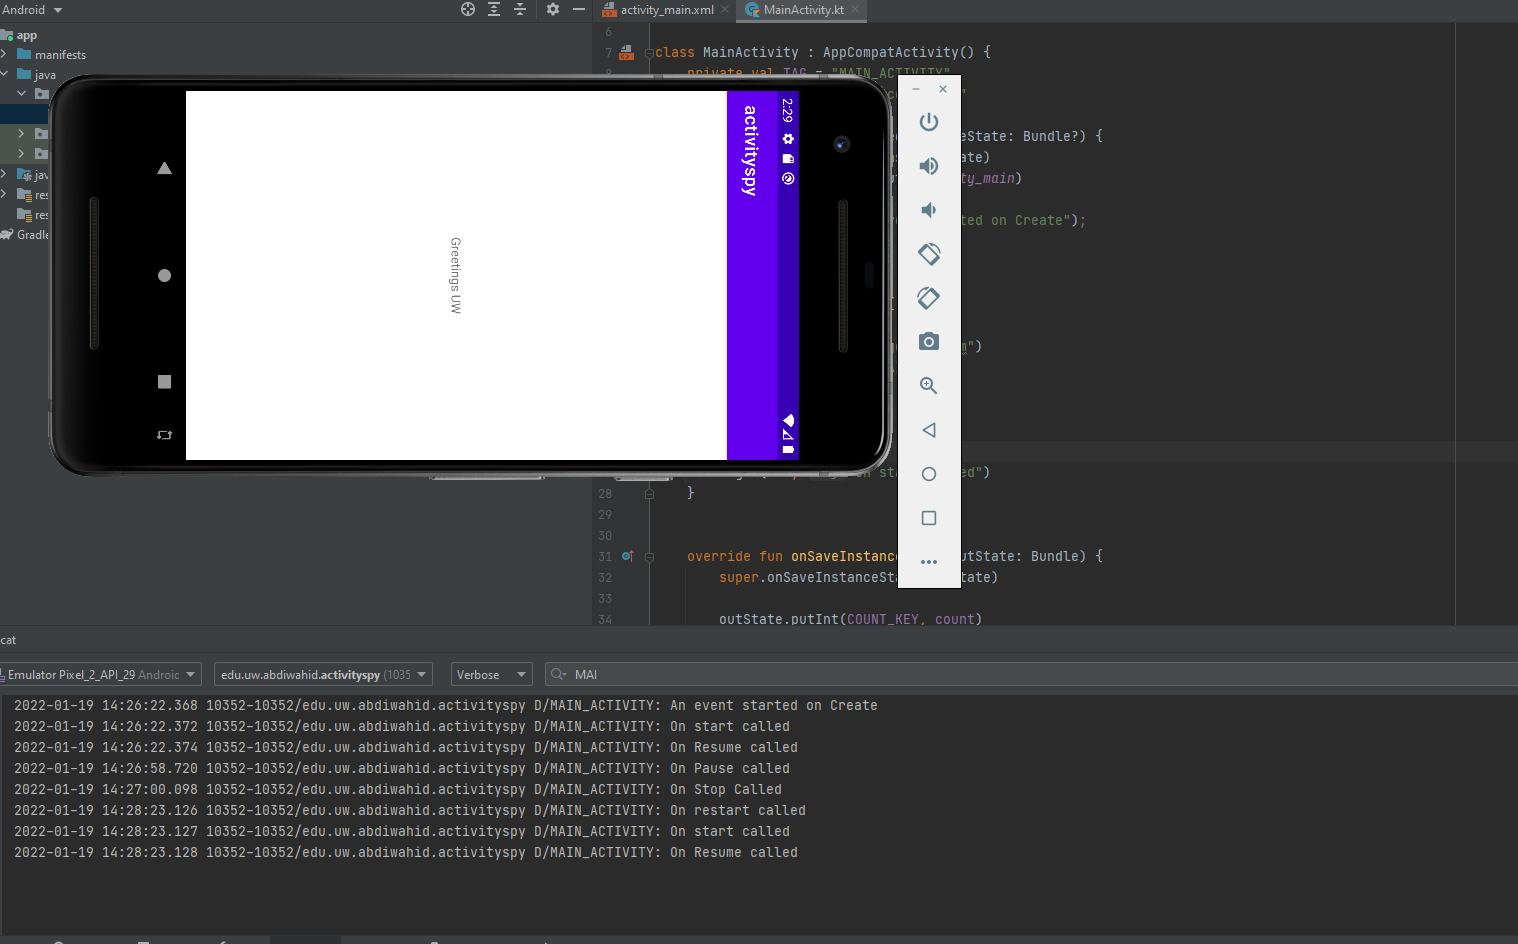 Android
activity_main.xml
MainActivity.kt
app
manifests
java
res
res
6
7 class MainActivity : AppCompatActivity() {
private val TAG = "MAIN_ACTIVITY"
"
eState: Bundle?) {
ate)
ty_main)
ted on Create");
")
ed")
28 }
29
30
31 override fun onSaveInstance utState: Bundle) {
32 super.onSaveInstanceSta tate)
33
34 outState.putInt(COUNT_KEY, count)
2:29
activityspy
Greetings UW
cat
Emulator Pixel_2_API_29 Androic
edu.uw.abdiwahid.activityspy (1035
Verbose
MAI
2022-01-19 14:26:22.368 10352-10352/edu.uw.abdiwahid.activityspy D/MAIN_ACTIVITY: An event started on Create
2022-01-19 14:26:22.372 10352-10352/edu.uw.abdiwahid.activityspy D/MAIN_ACTIVITY: On start called
2022-01-19 14:26:22.374 10352-10352/edu.uw.abdiwahid.activityspy D/MAIN_ACTIVITY: On Resume called
2022-01-19 14:26:58.720 10352-10352/edu.uw.abdiwahid.activityspy D/MAIN_ACTIVITY: On Pause called
2022-01-19 14:27:00.098 10352-10352/edu.uw.abdiwahid.activityspy D/MAIN_ACTIVITY: On Stop Called
2022-01-19 14:28:23.126 10352-10352/edu.uw.abdiwahid.activityspy D/MAIN_ACTIVITY: On restart called
2022-01-19 14:28:23.127 10352-10352/edu.uw.abdiwahid.activityspy D/MAIN_ACTIVITY: On start called
2022-01-19 14:28:23.128 10352-10352/edu.uw.abdiwahid.activityspy D/MAIN_ACTIVITY: On Resume called